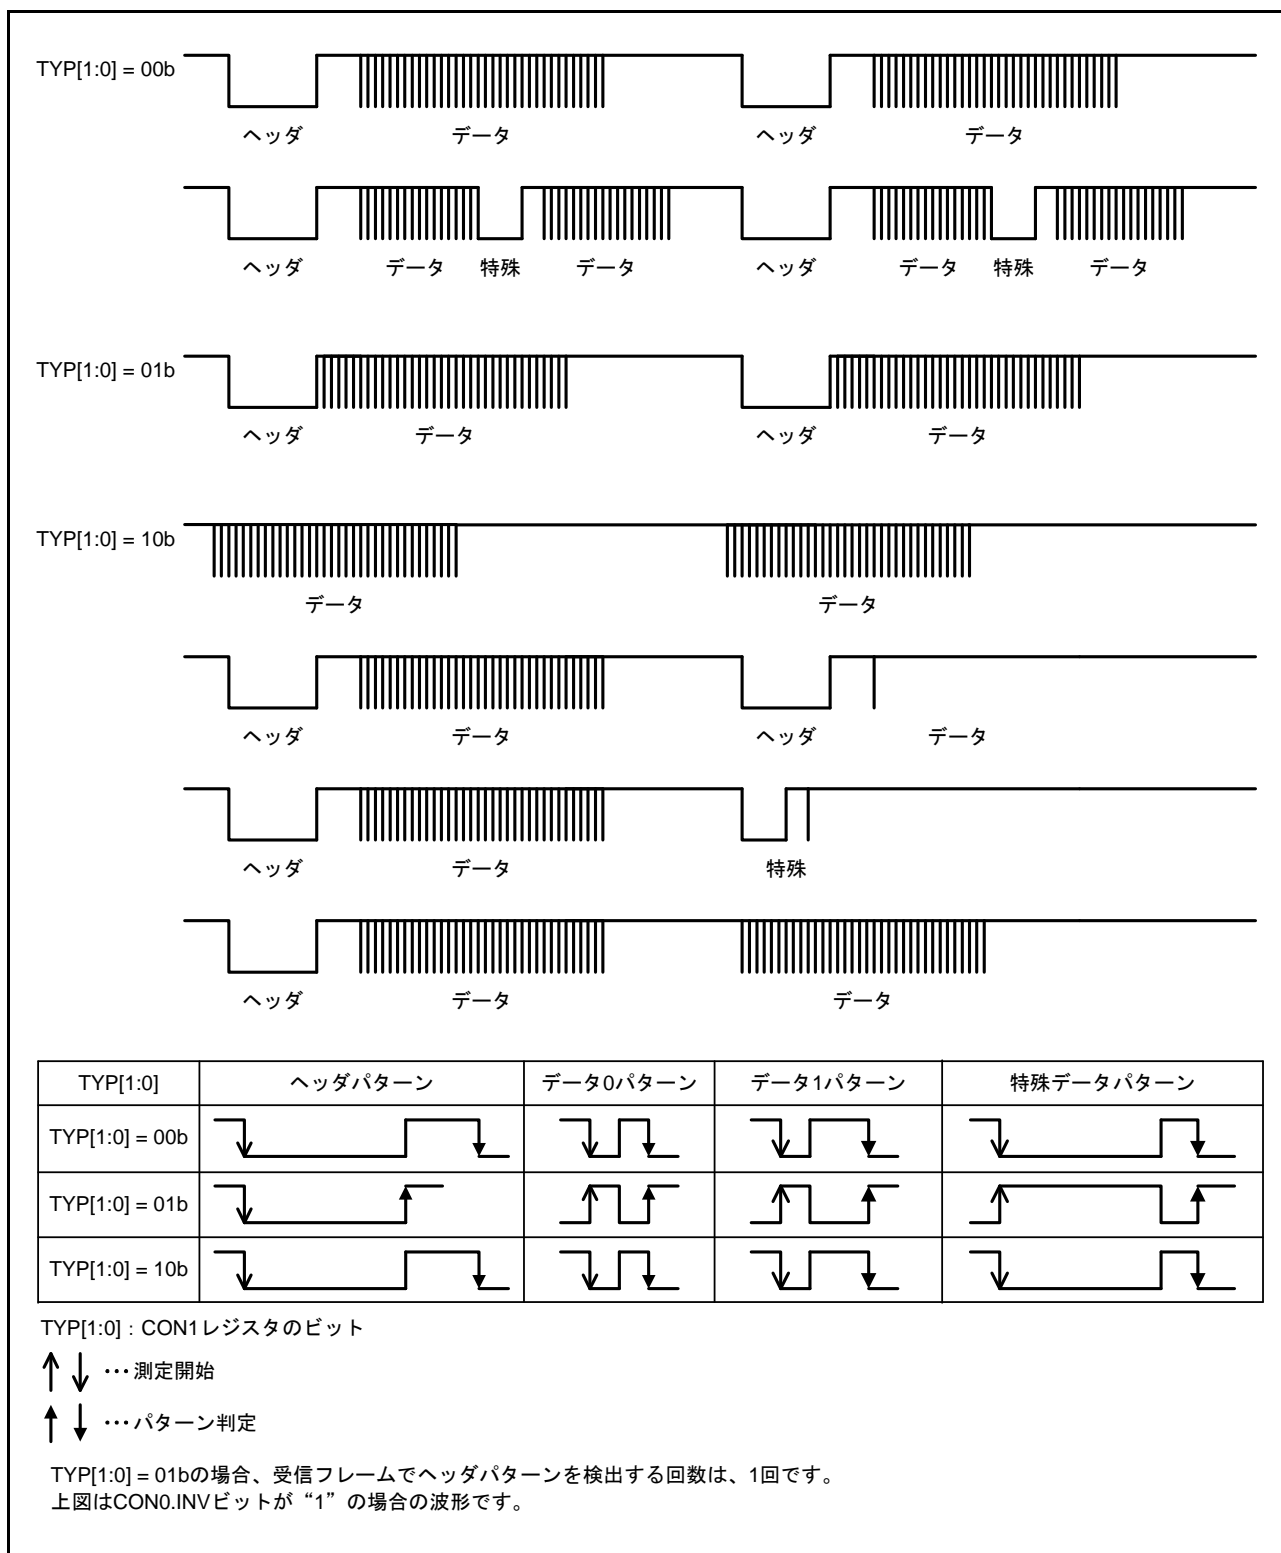 TYP[1:0] = 00b
ヘッダ データ ヘッダ データ
ヘッダ データ 特殊 データ ヘッダ データ 特殊 データ
TYP[1:0] = 01b
ヘッダ データ ヘッダ データ
TYP[1:0] = 10b
データ データ
ヘッダ データ ヘッダ データ
ヘッダ データ 特殊
ヘッダ データ データ
TYP[1:0] ヘッダパターン データ0パターン データ1パターン 特殊データパターン
TYP[1:0] = 00b
TYP[1:0] = 01b
TYP[1:0] = 10b
TYP[1:0]:CON1レジスタのビット
…測定開始
…パターン判定
TYP[1:0] = 01bの場合、受信フレームでヘッダパターンを検出する回数は、1回です。
上図はCON0.INVビットが“1”の場合の波形です。